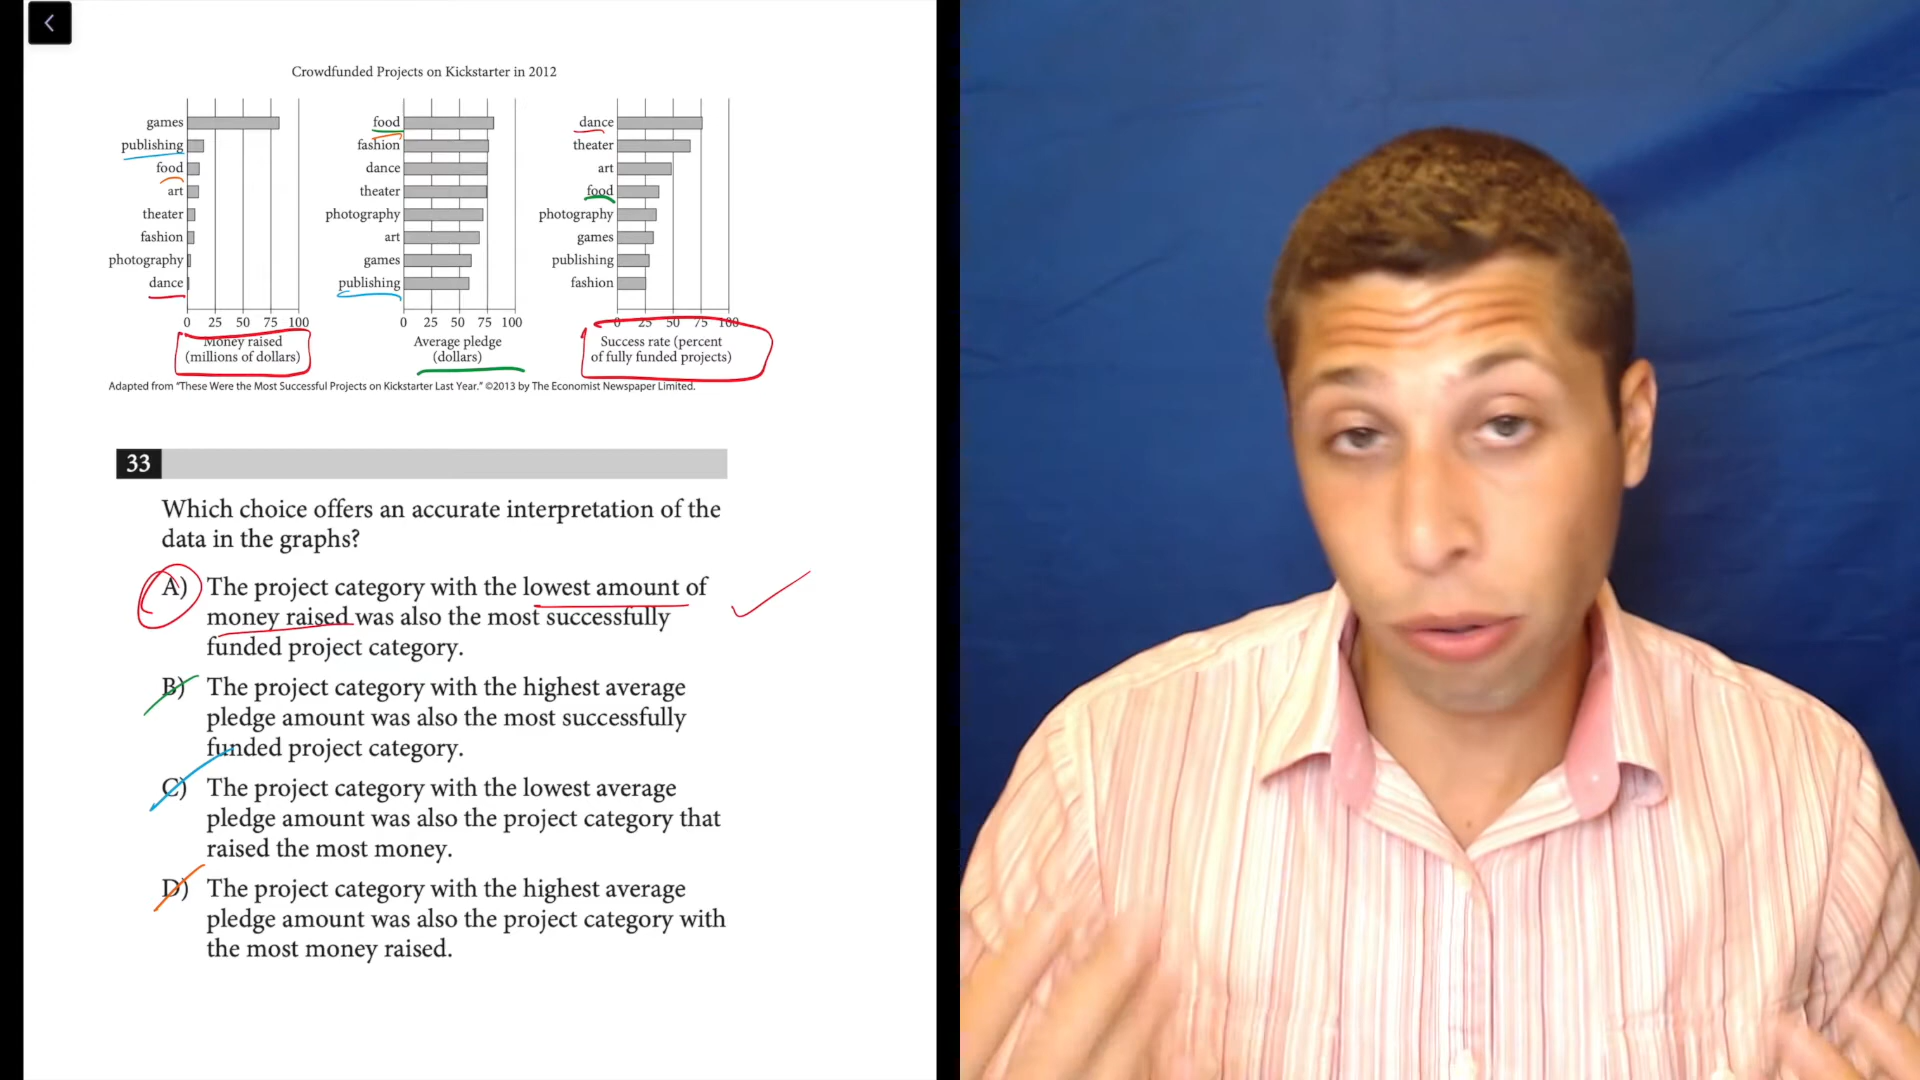 Crowdfunded Projects on Kickstarter in 2012
games
publishing
food
art
theater
fashion
photography
dance
0 25 50 75 100
Money raised
(millions of dollars)
food
fashion
dance
theater
photography
art
games
publishing
0 25 50 75 100
Average pledge
(dollars)
dance
theater
art
food
photography
games
publishing
fashion
0 25 50 75 100
Success rate (percent
of fully funded projects)
Adapted from “These Were the Most Successful Projects on Kickstarter Last Year.” ©2013 by The Economist Newspaper Limited.
33
Which choice offers an accurate interpretation of the
data in the graphs?
A) The project category with the lowest amount of
money raised was also the most successfully
funded project category.
B) The project category with the highest average
pledge amount was also the most successfully
funded project category.
C) The project category with the lowest average
pledge amount was also the project category that
raised the most money.
D) The project category with the highest average
pledge amount was also the project category with
the most money raised.